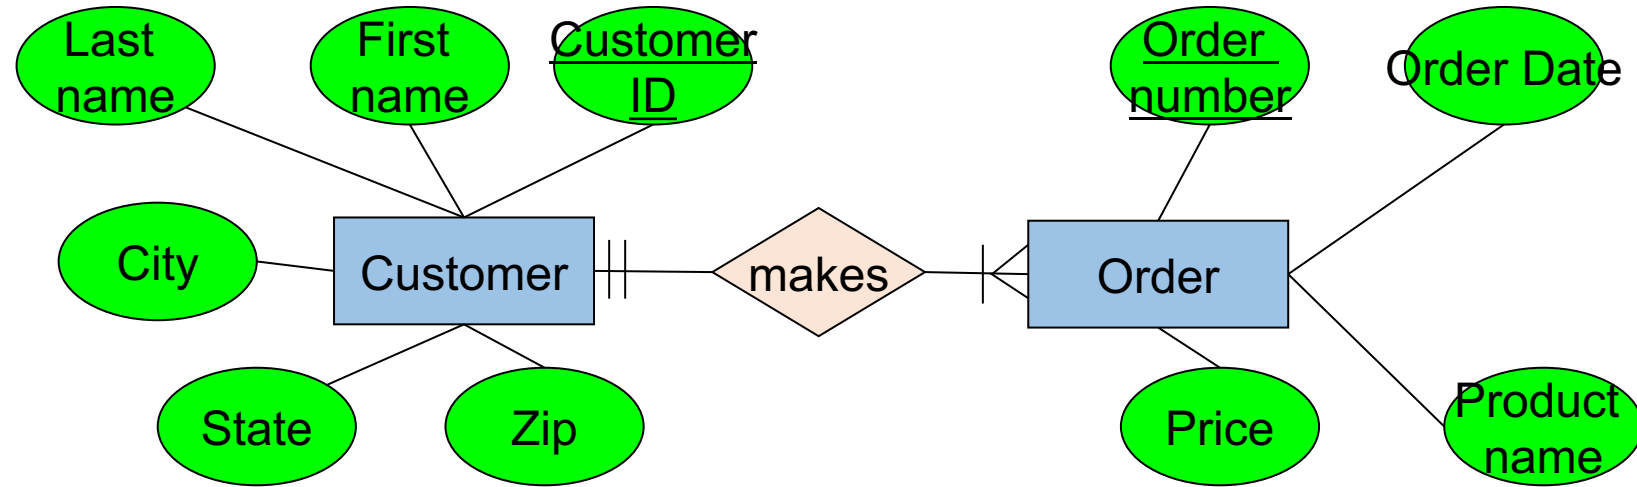 Last
name
First
name
Customer
ID
Order
number
Order Date
City
Customer
makes
Order
State
Zip
Price
Product
name